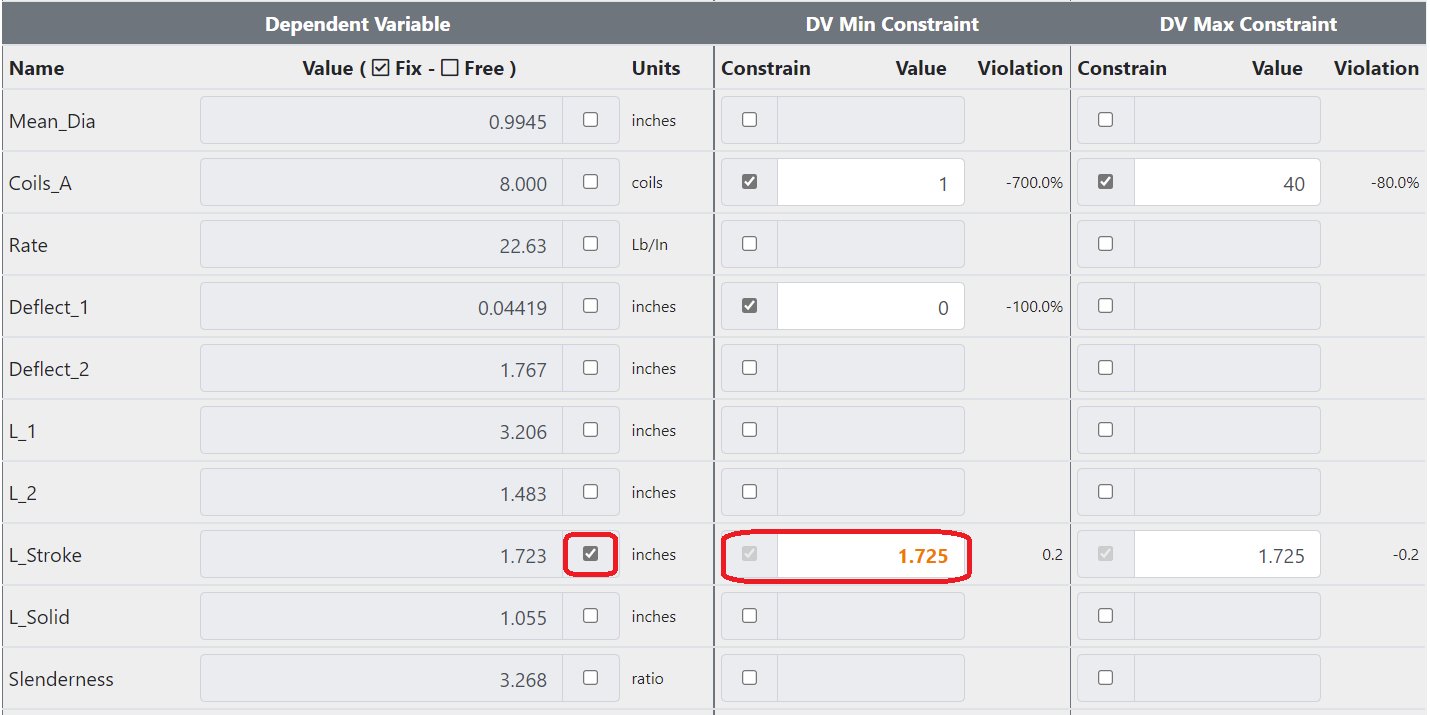 Dependent Variable DV Min Constraint DV Max Constraint
Name Value ( Fix - Free ) Units Constrain Value Violation Constrain Value Violation
Mean_Dia 0.9945 inches
Coils_A 8.000 coils 1 -700.0% 40 -80.0%
Rate 22.63 Lb/In
Deflect_1 0.04419 inches 0 -100.0%
Deflect_2 1.767 inches
L_1 3.206 inches
L_2 1.483 inches
L_Stroke 1.723 inches 1.725 0.2 1.725 -0.2
L_Solid 1.055 inches
Slenderness 3.268 ratio